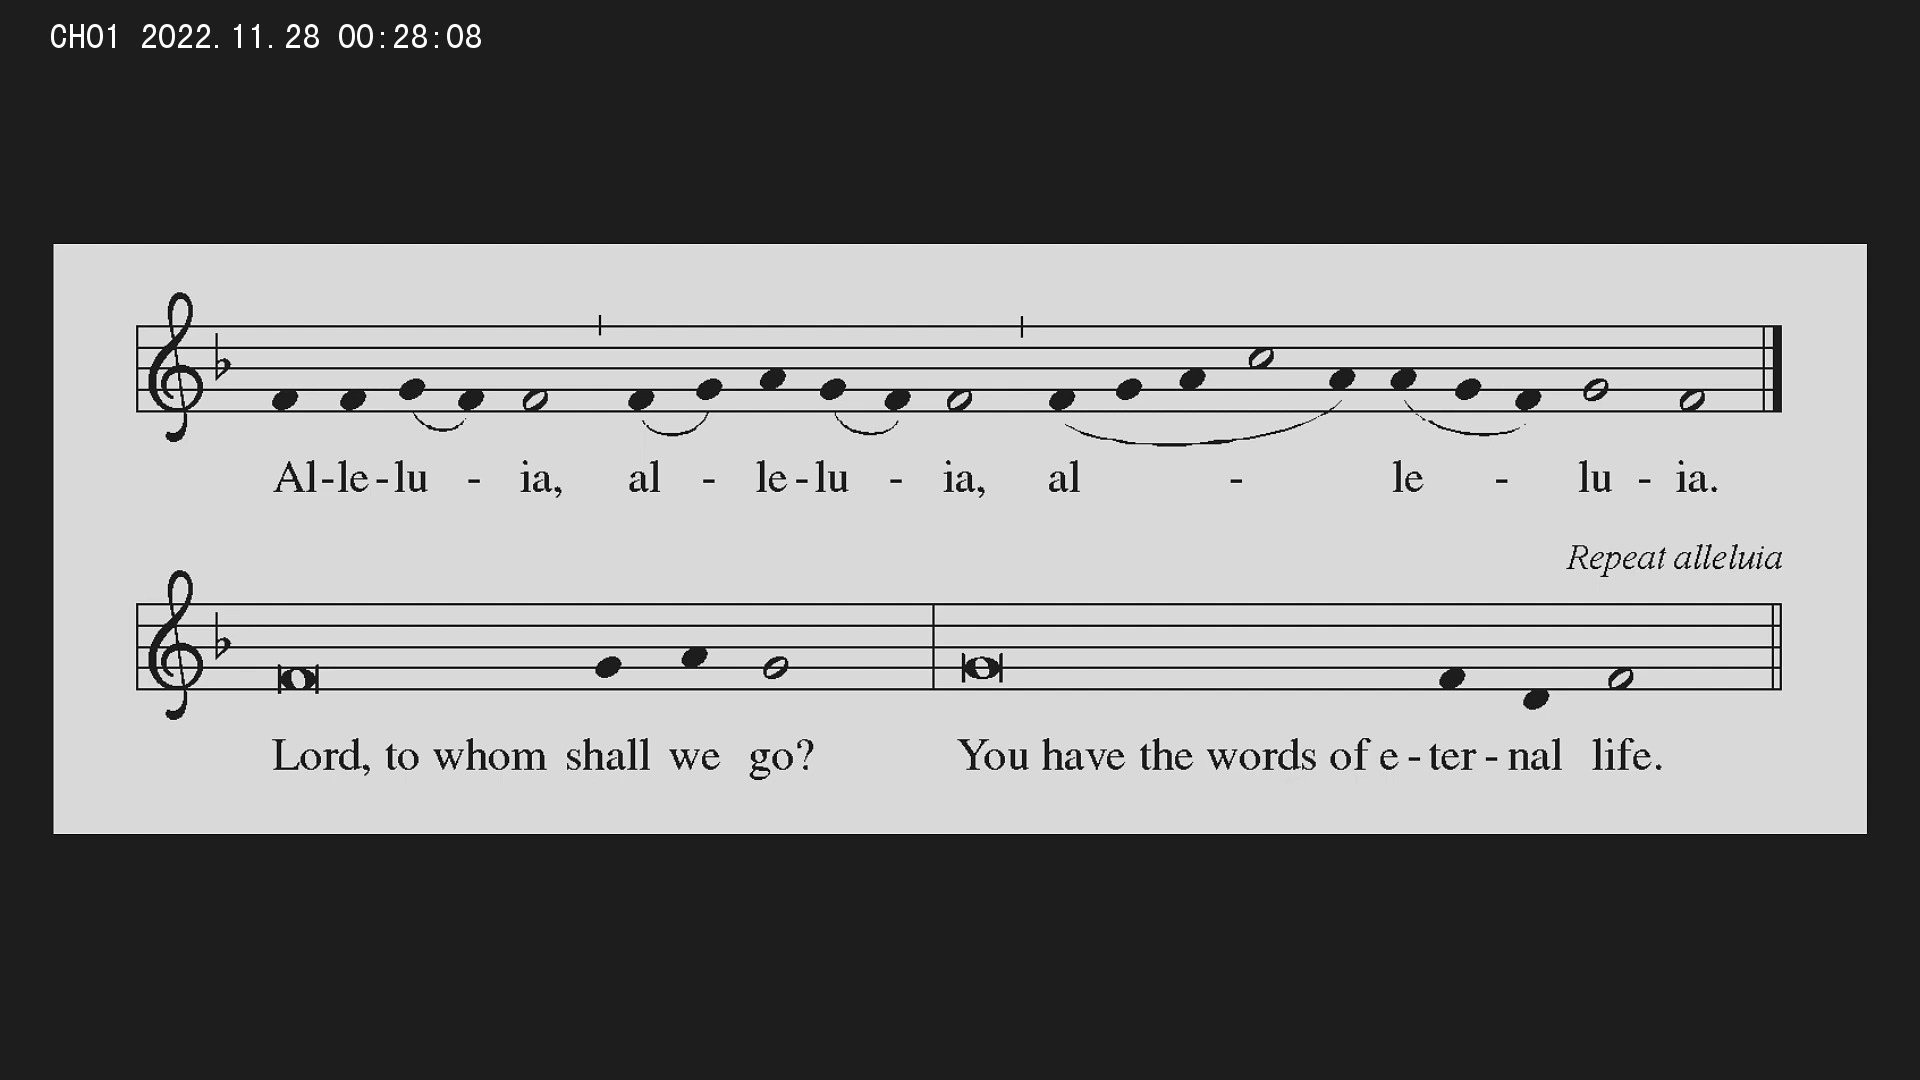 CH01 2022.11.28 00:28:08
Al-le-lu - ia, al - le-lu - ia, al - le - lu - ia.
Repeat alleluia
Lord, to whom shall we go? You have the words of e-ter-nal life.